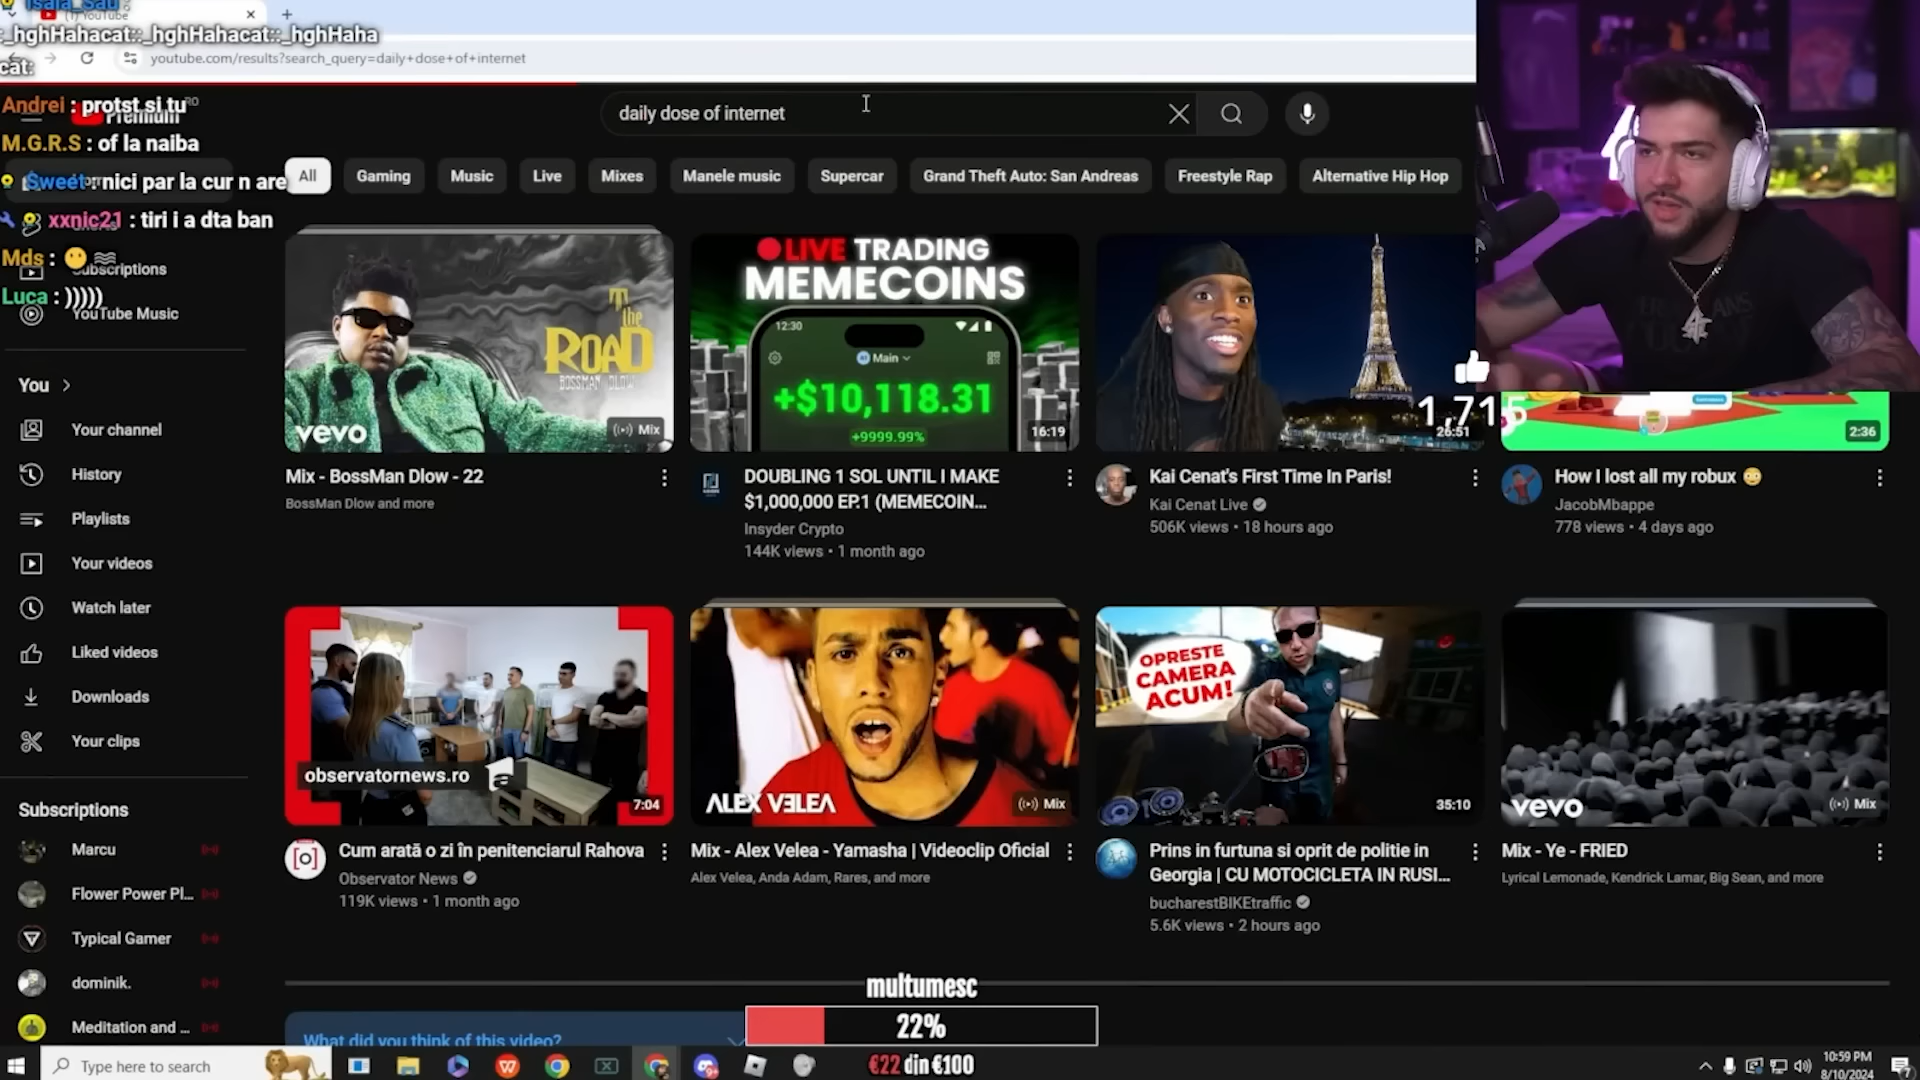 Isaia_Sau
(1) YouTube
:_hghHahacat::_hghHahacat::_hghHaha
cat:
youtube.com/results?search_query=daily+dose+of+internet
Andrei : protst si tu
Premium RO
M.G.R.S : of la naiba
Sweet : nici par la cur n are
xxnic21 : tiri i a dta ban
Mds :
Luca : )))))
daily dose of internet
All
Gaming
Music
Live
Mixes
Manele music
Supercar
Grand Theft Auto: San Andreas
Freestyle Rap
Alternative Hip Hop
Subscriptions
YouTube Music
You
Your channel
History
Playlists
Your videos
Watch later
Liked videos
Downloads
Your clips
Subscriptions
Marcu
Flower Power Pl...
Typical Gamer
dominik.
Meditation and ...
T
the
ROAD
BOSSMAN DLOW
vevo
Mix
Mix - BossMan Dlow - 22
BossMan Dlow and more
LIVE TRADING
MEMECOINS
12:30
Main
+$10,118.31
+9999.99%
16:19
DOUBLING 1 SOL UNTIL I MAKE
$1,000,000 EP.1 (MEMECOIN...
Insyder Crypto
144K views • 1 month ago
1,715
26:51
Kai Cenat's First Time In Paris!
Kai Cenat Live
506K views • 18 hours ago
2:36
How I lost all my robux
JacobMbappe
778 views • 4 days ago
observatornews.ro
7:04
Cum arată o zi în penitenciarul Rahova
Observator News
119K views • 1 month ago
ALEX VELEA
Mix
Mix - Alex Velea - Yamasha | Videoclip Oficial
Alex Velea, Anda Adam, Rares, and more
OPRESTE
CAMERA
ACUM!
35:10
Prins in furtuna si oprit de politie in
Georgia | CU MOTOCICLETA IN RUSI...
bucharestBIKEtraffic
5.6K views • 2 hours ago
vevo
Mix
Mix - Ye - FRIED
Lyrical Lemonade, Kendrick Lamar, Big Sean, and more
What did you think of this video?
multumesc
22%
€22 din €100
Type here to search
10:59 PM
8/10/2024